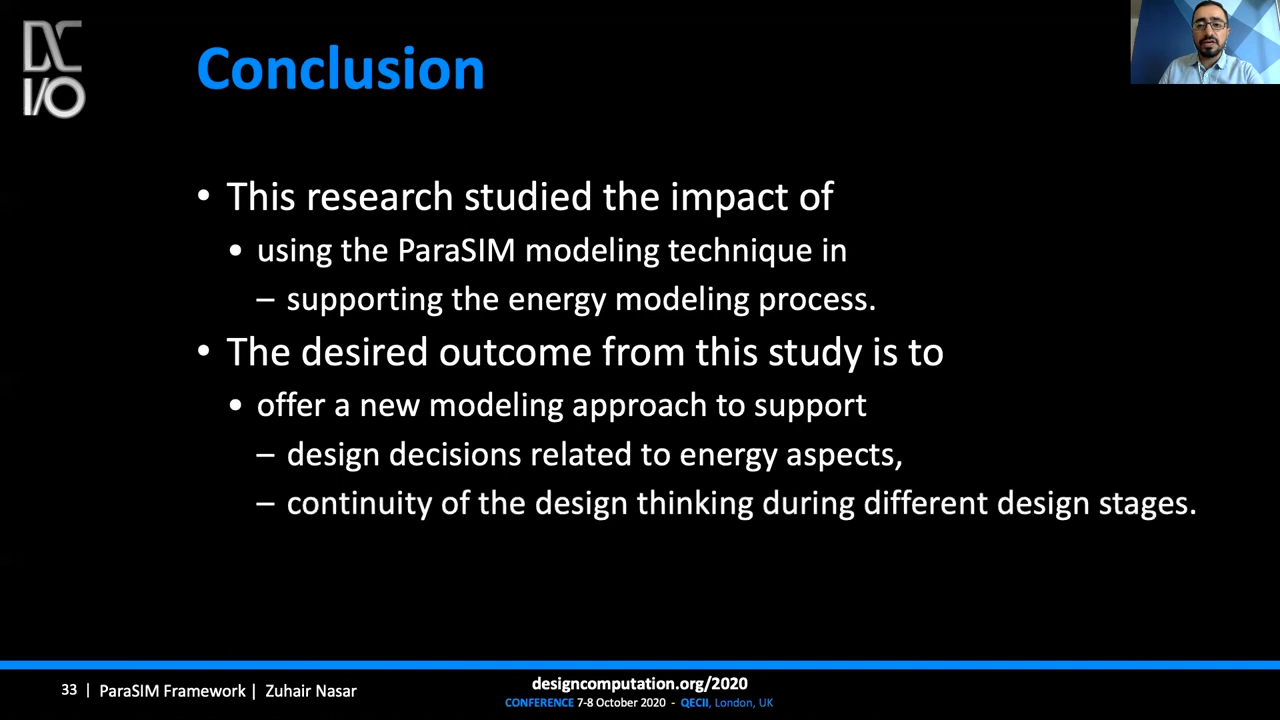 DC
I/O
Conclusion
• This research studied the impact of
• using the ParaSIM modeling technique in
– supporting the energy modeling process.
• The desired outcome from this study is to
• offer a new modeling approach to support
– design decisions related to energy aspects,
– continuity of the design thinking during different design stages.
33 | ParaSIM Framework | Zuhair Nasar
designcomputation.org/2020
CONFERENCE 7-8 October 2020 - QECII, London, UK